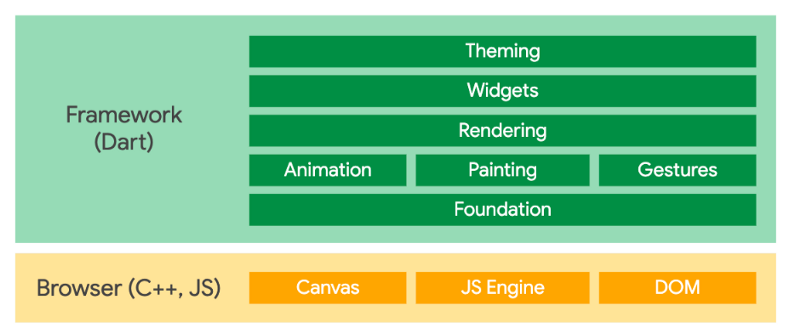 Framework
(Dart)
Theming
Widgets
Rendering
Animation Painting Gestures
Foundation
Browser (C++, JS) Canvas JS Engine DOM